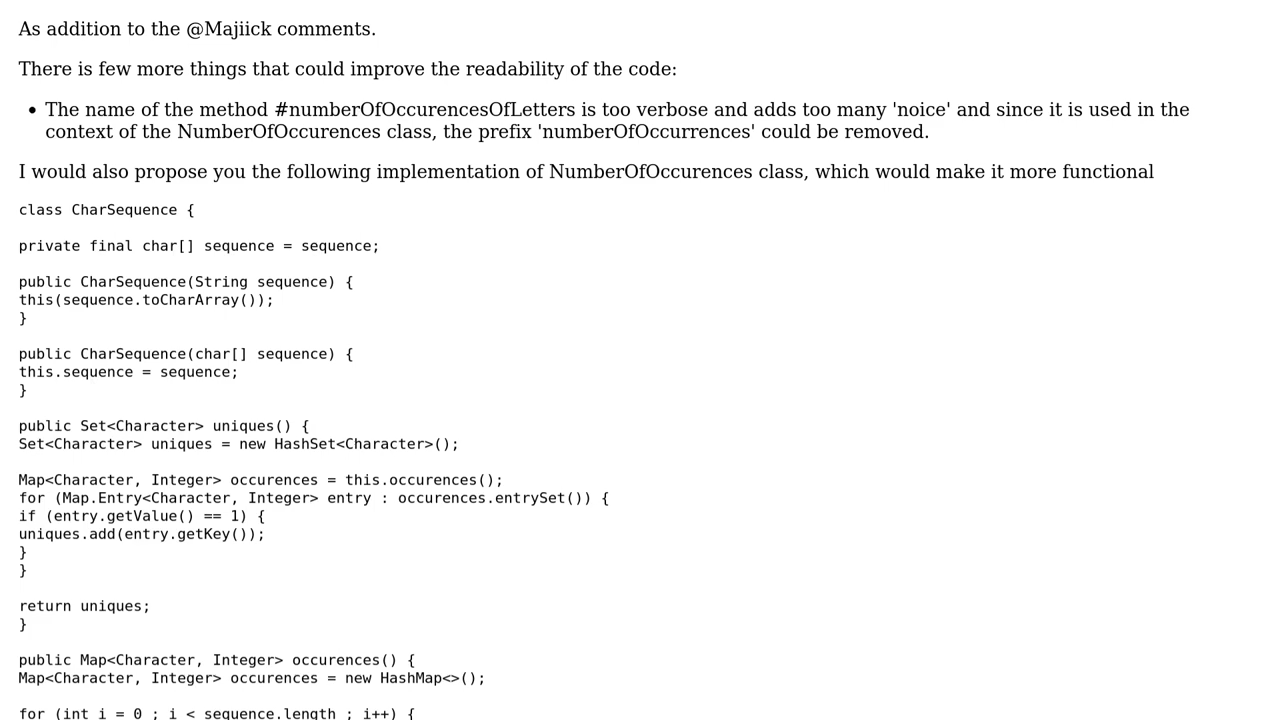 As addition to the @Majiick comments.
There is few more things that could improve the readability of the code:
• The name of the method #numberOfOccurencesOfLetters is too verbose and adds too many 'noice' and since it is used in the
context of the NumberOfOccurences class, the prefix 'numberOfOccurrences' could be removed.
I would also propose you the following implementation of NumberOfOccurences class, which would make it more functional
class CharSequence {
private final char[] sequence = sequence;
public CharSequence(String sequence) {
this(sequence.toCharArray());
}
public CharSequence(char[] sequence) {
this.sequence = sequence;
}
public Set<Character> uniques() {
Set<Character> uniques = new HashSet<Character>();
Map<Character, Integer> occurences = this.occurences();
for (Map.Entry<Character, Integer> entry : occurences.entrySet()) {
if (entry.getValue() == 1) {
uniques.add(entry.getKey());
}
}
return uniques;
}
public Map<Character, Integer> occurences() {
Map<Character, Integer> occurences = new HashMap<>();
for (int i = 0 ; i < sequence.length ; i++) {